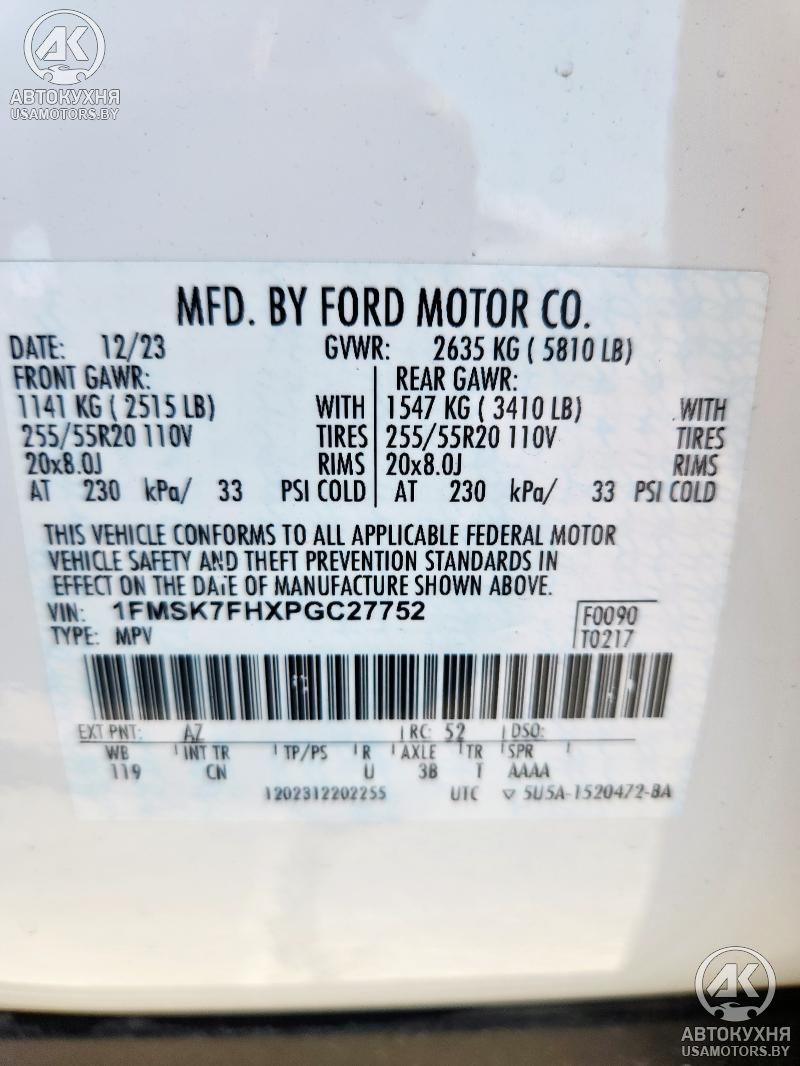 AK
АВТОКУХНЯ
USAMOTORS.BY
MFD. BY FORD MOTOR CO.
DATE: 12/23 GVWR: 2635 KG ( 5810 LB)
FRONT GAWR: REAR GAWR:
1141 KG ( 2515 LB) WITH 1547 KG ( 3410 LB) WITH
255/55R20 110V TIRES 255/55R20 110V TIRES
20x8.0J RIMS 20x8.0J RIMS
AT 230 kPa/ 33 PSI COLD AT 230 kPa/ 33 PSI COLD
THIS VEHICLE CONFORMS TO ALL APPLICABLE FEDERAL MOTOR
VEHICLE SAFETY AND THEFT PREVENTION STANDARDS IN
EFFECT ON THE DATE OF MANUFACTURE SHOWN ABOVE.
VIN: 1FMSK7FHXPGC27752 F0090
TYPE: MPV T0217
EXT PNT: AZ RC: 52 DSO:
WB INT TR TP/PS R AXLE TR SPR
119 CN U 3B T AAAA
1202312202255 UTC ▽ 5U5A-1520472-BA
AK
АВТОКУХНЯ
USAMOTORS.BY